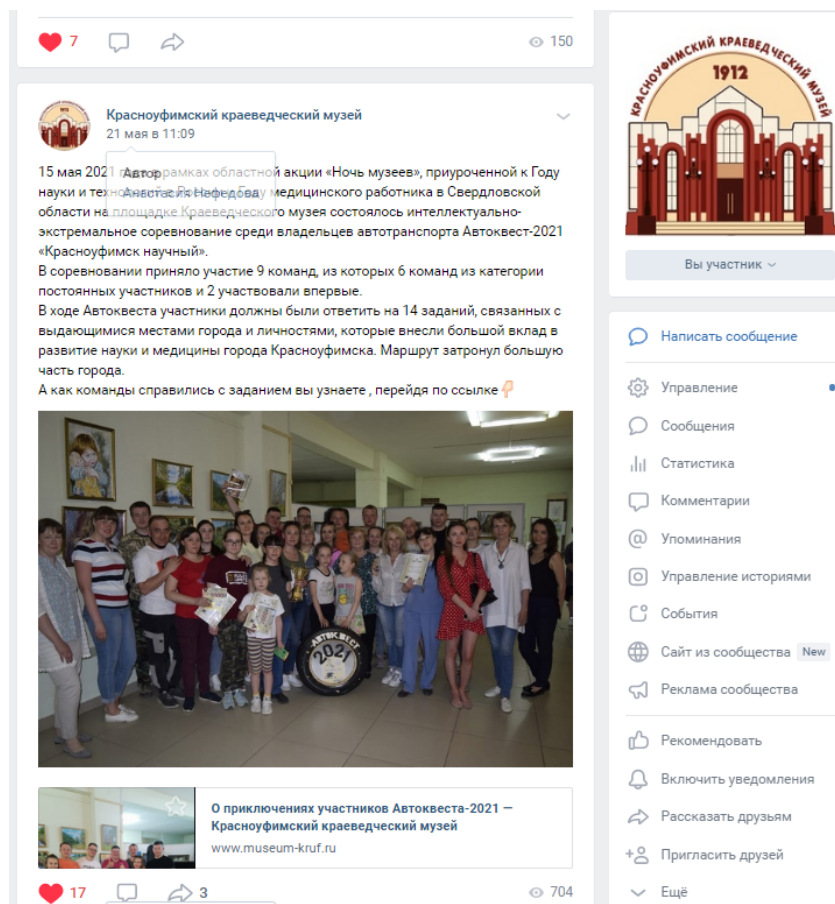 7
150
Красноуфимский краеведческий музей
21 мая в 11:09
Автор
Анастасия Нефедова
15 мая 2021 рамках областной акции «Ночь музеев», приуроченной к Году
науки и медицинского работника в Свердловской
области на площадке Краеведческого музея состоялось интеллектуально-
экстремальное соревнование среди владельцев автотранспорта Автоквест-2021
«Красноуфимск научный».
В соревновании приняло участие 9 команд, из которых 6 команд из категории
постоянных участников и 2 участвовали впервые.
В ходе Автоквеста участники должны были ответить на 14 заданий, связанных с
выдающимися местами города и личностями, которые внесли большой вклад в
развитие науки и медицины города Красноуфимска. Маршрут затронул большую
часть города.
А как команды справились с заданием вы узнаете , перейдя по ссылке👇🏻
АВТОКВЕСТ
2021
О приключениях участников Автоквеста-2021 —
Красноуфимский краеведческий музей
www.museum-kruf.ru
17
3
704
КРАСНОУФИМСКИЙ КРАЕВЕДЧЕСКИЙ МУЗЕЙ
1912
Вы участник
Написать сообщение
Управление
Сообщения
Статистика
Комментарии
Упоминания
Управление историями
События
Сайт из сообщества New
Реклама сообщества
Рекомендовать
Включить уведомления
Рассказать друзьям
Пригласить друзей
Ещё